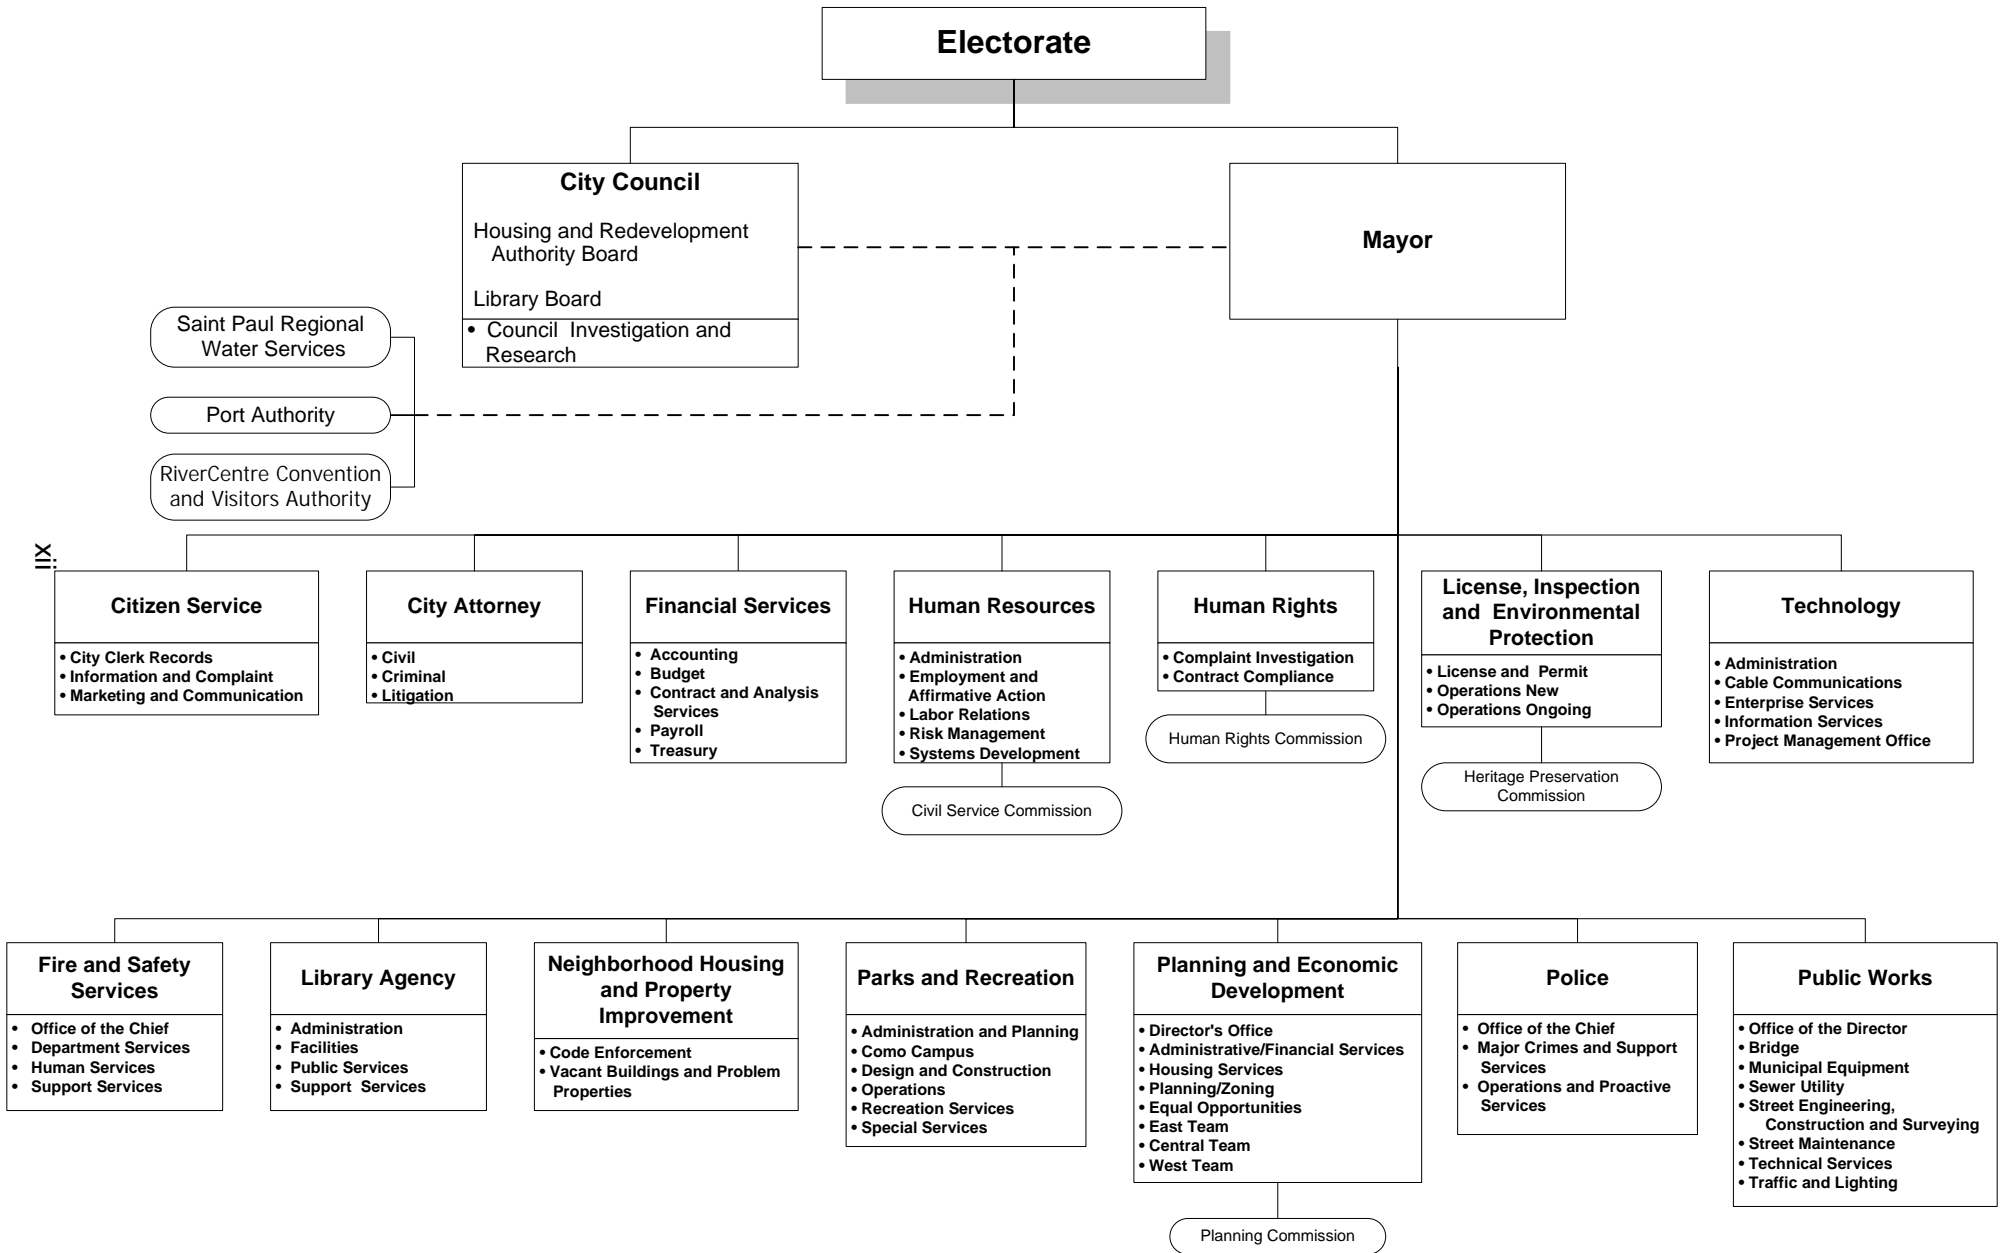 Electorate
City Council
Housing and Redevelopment
Authority Board
Library Board
• Council Investigation and
Research
Mayor
Saint Paul Regional
Water Services
Port Authority
RiverCentre Convention
and Visitors Authority
xiii
Citizen Service
• City Clerk Records
• Information and Complaint
• Marketing and Communication
City Attorney
• Civil
• Criminal
• Litigation
Financial Services
• Accounting
• Budget
• Contract and Analysis
Services
• Payroll
• Treasury
Human Resources
• Administration
• Employment and
Affirmative Action
• Labor Relations
• Risk Management
• Systems Development
Civil Service Commission
Human Rights
• Complaint Investigation
• Contract Compliance
Human Rights Commission
License, Inspection
and Environmental
Protection
• License and Permit
• Operations New
• Operations Ongoing
Heritage Preservation
Commission
Technology
• Administration
• Cable Communications
• Enterprise Services
• Information Services
• Project Management Office
Fire and Safety
Services
• Office of the Chief
• Department Services
• Human Services
• Support Services
Library Agency
• Administration
• Facilities
• Public Services
• Support Services
Neighborhood Housing
and Property
Improvement
• Code Enforcement
• Vacant Buildings and Problem
Properties
Parks and Recreation
• Administration and Planning
• Como Campus
• Design and Construction
• Operations
• Recreation Services
• Special Services
Planning and Economic
Development
• Director's Office
• Administrative/Financial Services
• Housing Services
• Planning/Zoning
• Equal Opportunities
• East Team
• Central Team
• West Team
Planning Commission
Police
• Office of the Chief
• Major Crimes and Support
Services
• Operations and Proactive
Services
Public Works
• Office of the Director
• Bridge
• Municipal Equipment
• Sewer Utility
• Street Engineering,
Construction and Surveying
• Street Maintenance
• Technical Services
• Traffic and Lighting